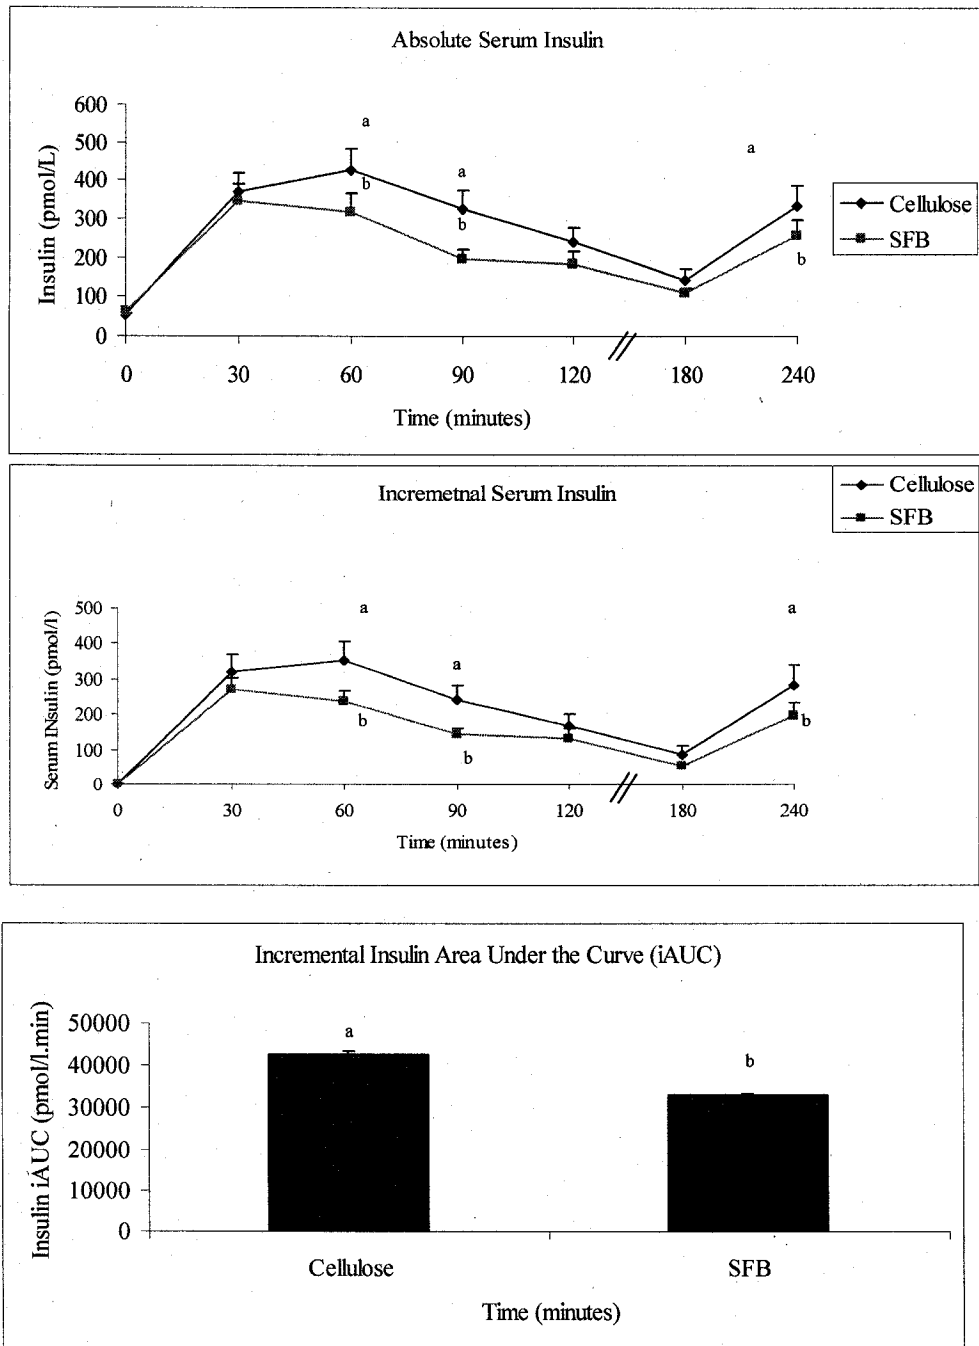 Absolute Serum Insulin
600
500
400
300
200
100
0
Insulin (pmol/L)
a
b
a
b
a
b
0 30 60 90 120 180 240
Time (minutes)
Cellulose
SFB
Incremetnal Serum Insulin
Cellulose
SFB
500
400
300
200
100
0
Serum INsulin (pmol/l)
a
b
a
b
a
b
0 30 60 90 120 180 240
Time (minutes)
Incremental Insulin Area Under the Curve (iAUC)
50000
40000
30000
20000
10000
0
Insulin iAUC (pmol/l.min)
a
b
Cellulose SFB
Time (minutes)